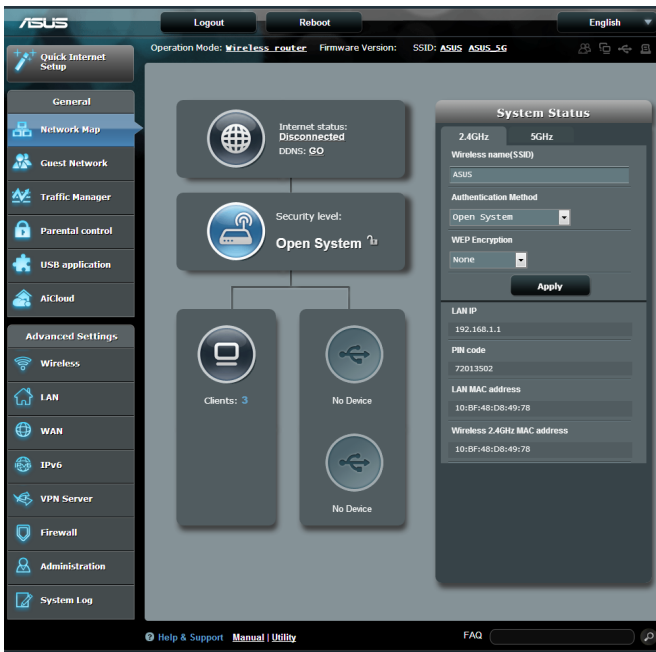 ASUS
Logout
Reboot
English
Operation Mode: Wireless router Firmware Version: SSID: ASUS ASUS_5G
Quick Internet
Setup
General
Network Map
Guest Network
Traffic Manager
Parental control
USB application
AiCloud
Advanced Settings
Wireless
LAN
WAN
IPv6
VPN Server
Firewall
Administration
System Log
Internet status:
Disconnected
DDNS: GO
Security level:
Open System
Clients: 3
No Device
No Device
System Status
2.4GHz
5GHz
Wireless name(SSID)
ASUS
Authentication Method
Open System
WEP Encryption
None
Apply
LAN IP
192.168.1.1
PIN code
72013502
LAN MAC address
10:BF:48:D8:49:78
Wireless 2.4GHz MAC address
10:BF:48:D8:49:78
Help & Support Manual | Utility
FAQ